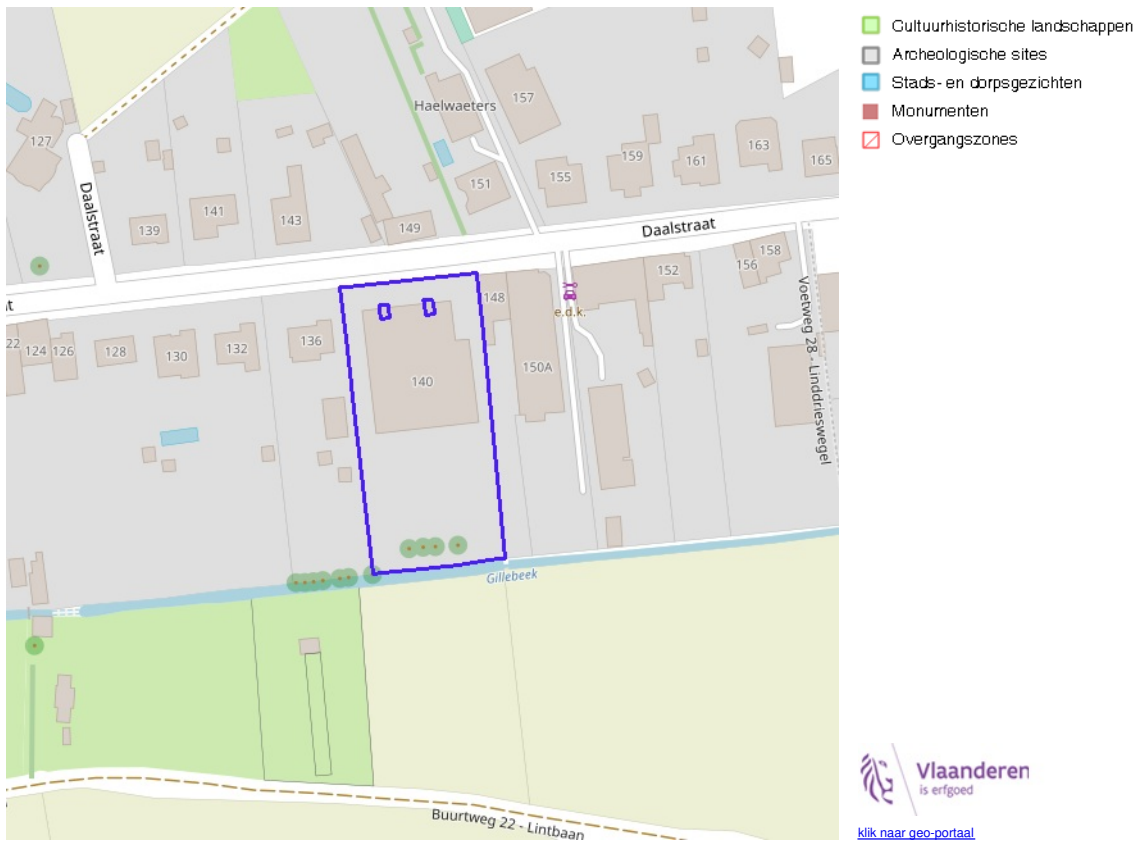 Cultuurhistorische landschappen
Archeologische sites
Stads- en dorpsgezichten
Monumenten
Overgangszones
127
Daalstraat
139
141
143
149
Haelwaeters
157
151
155
159
161
163
165
Daalstraat
at
22
124
126
128
130
132
136
140
148
150A
e.d.k.
152
156
158
Voetweg 28 - Linddrieswegel
Gillebeek
Buurtweg 22 - Lintbaan
Vlaanderen
is erfgoed
klik naar geo-portaal